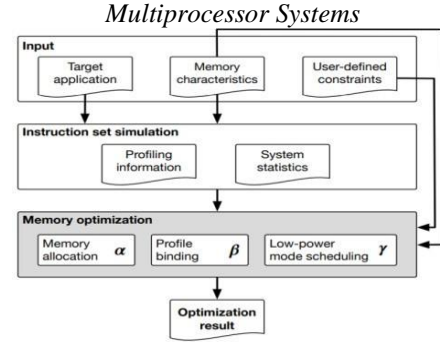 Multiprocessor Systems
Input
Target
application
Memory
characteristics
User-defined
constraints
Instruction set simulation
Profiling
information
System
statistics
Memory optimization
Memory
allocation α
Profile
binding β
Low-power
mode scheduling γ
Optimization
result